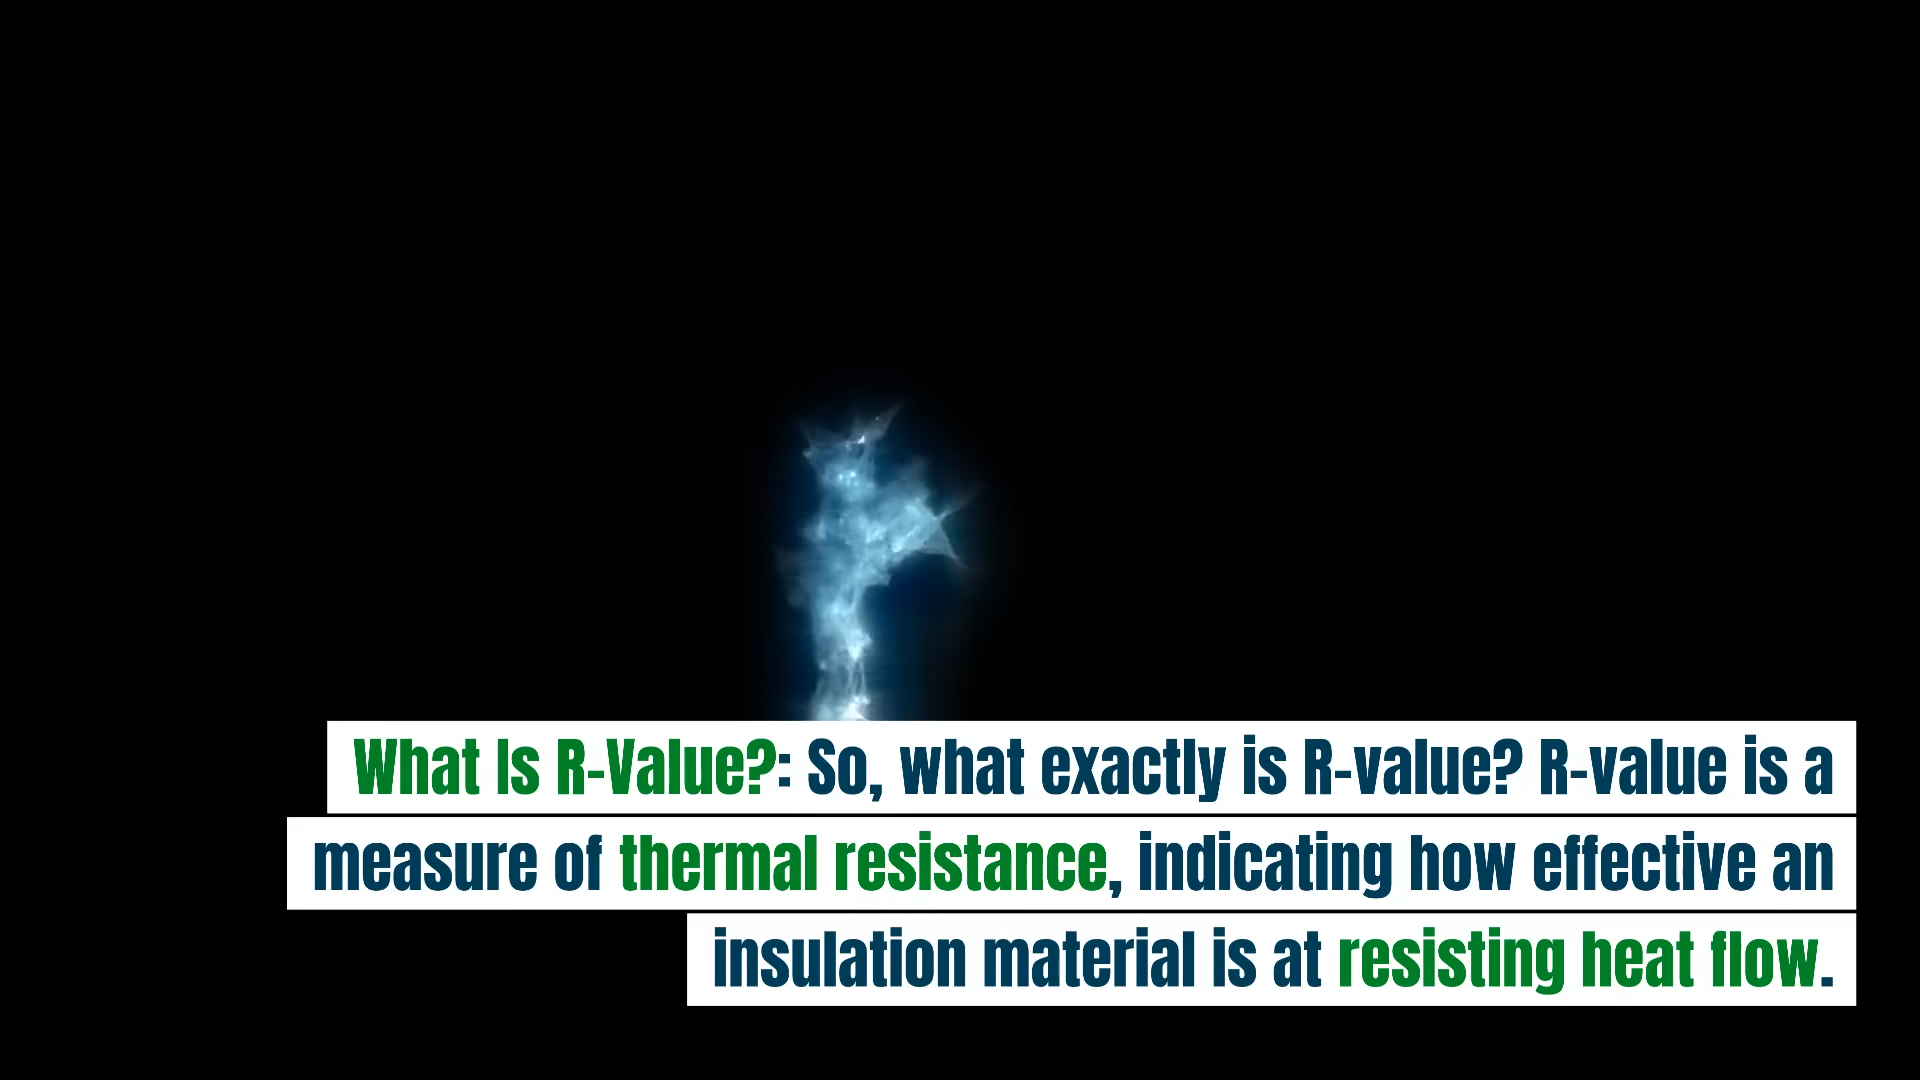 What Is R-Value?: So, what exactly is R-value? R-value is a
measure of thermal resistance, indicating how effective an
insulation material is at resisting heat flow.